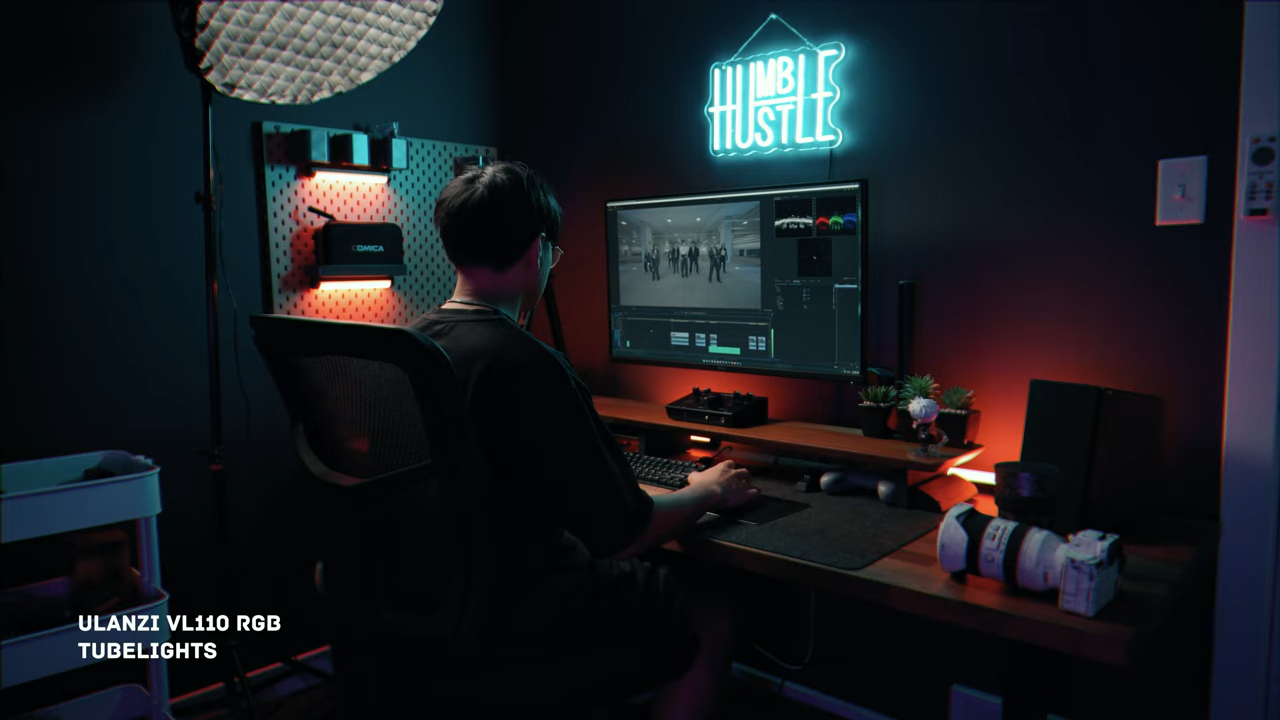 HUMBLE
HUSTLE
COMICA
ULANZI VL110 RGB
TUBELIGHTS